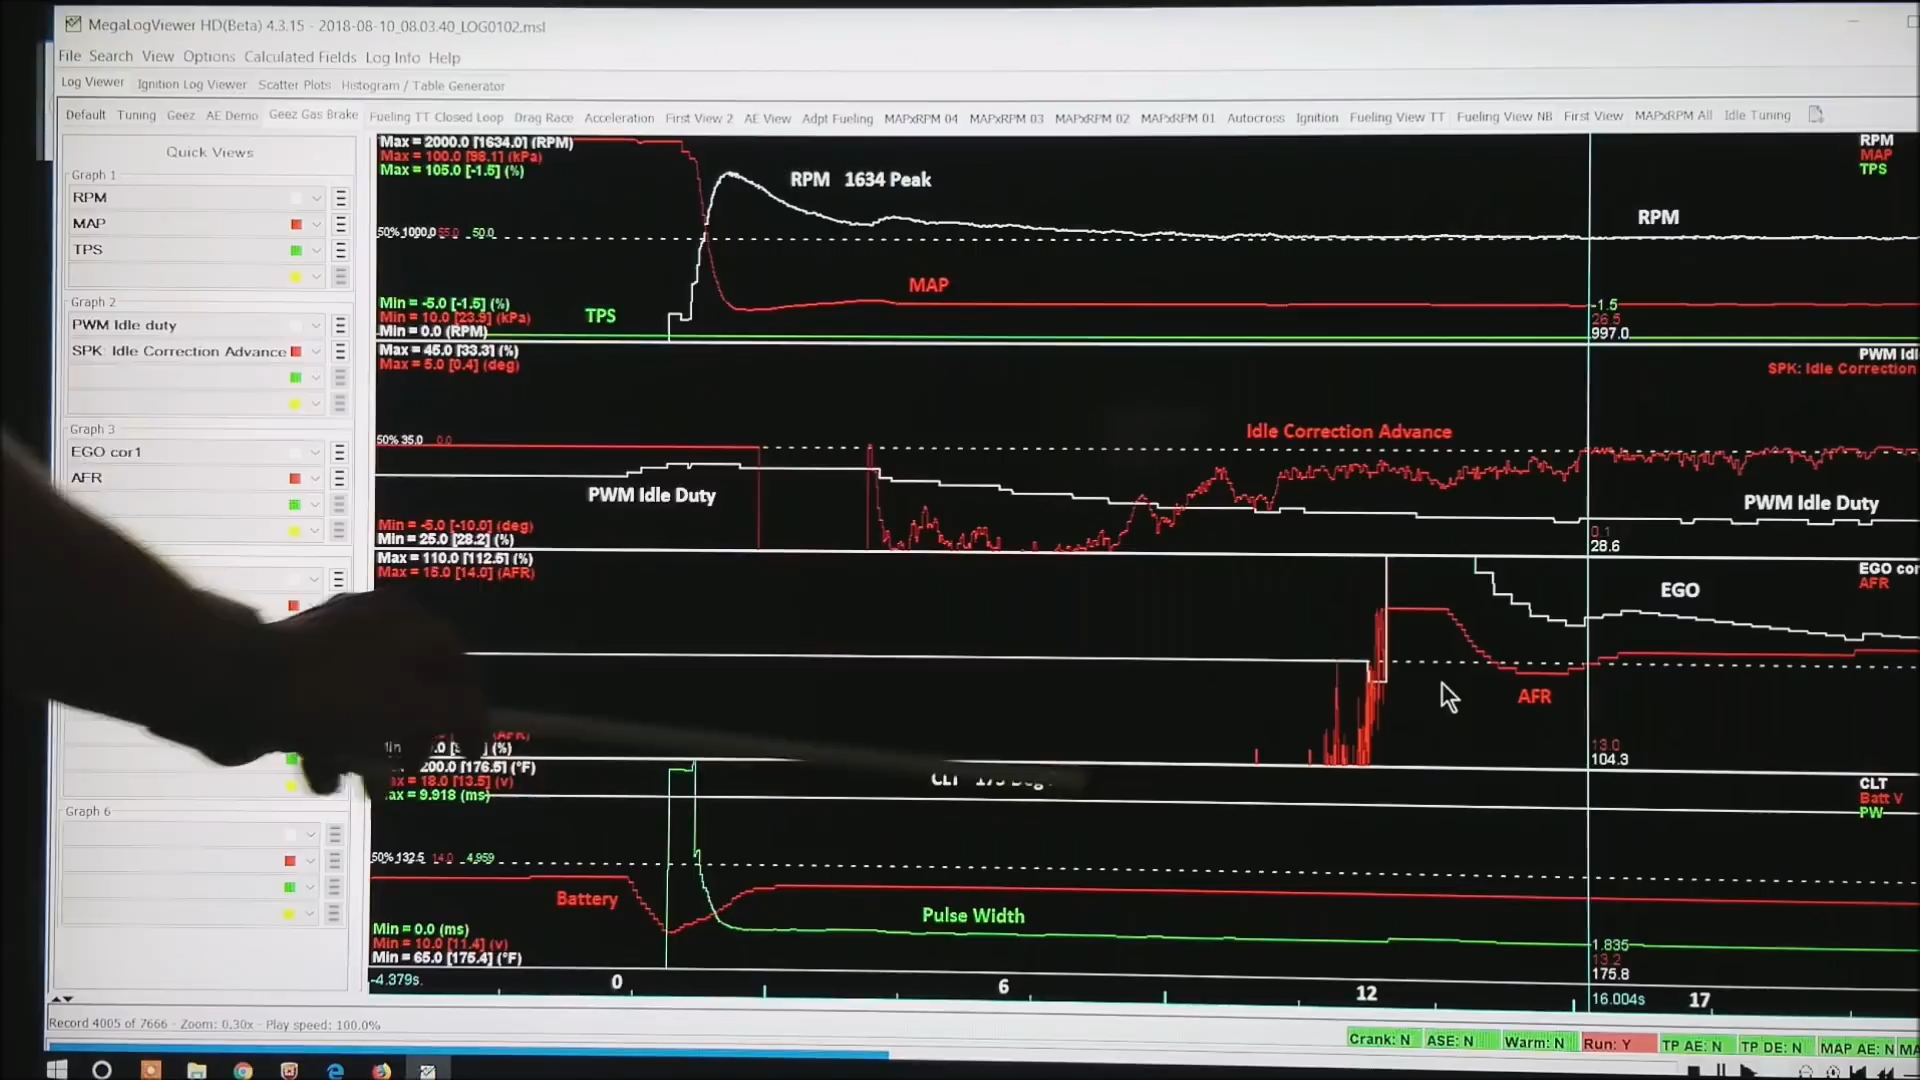 MegaLogViewer HD(Beta) 4.3.15 - 2018-08-10_08.03.40_LOG0102.msl
File Search View Options Calculated Fields Log Info Help
Log Viewer Ignition Log Viewer Scatter Plots Histogram / Table Generator
Default Tuning Geez AE Demo Geez Gas Brake Fueling TT Closed Loop Drag Race Acceleration First View 2 AE View Adpt Fueling MAPxRPM 04 MAPxRPM 03 MAPxRPM 02 MAPxRPM 01 Autocross Ignition Fueling View TT Fueling View NB First View MAPxRPM All Idle Tuning
Quick Views
Graph 1
RPM
MAP
TPS
Graph 2
PWM Idle duty
SPK: Idle Correction Advance
Graph 3
EGO cor1
AFR
Graph 6
Max = 2000.0 [1634.0] (RPM)
Max = 100.0 [98.1] (kPa)
Max = 105.0 [-1.5] (%)
RPM 1634 Peak
RPM
MAP
TPS
RPM
50% 1000.0 55.0 50.0
MAP
Min = -5.0 [-1.5] (%)
Min = 10.0 [23.9] (kPa)
Min = 0.0 (RPM)
TPS
-1.5
26.5
997.0
Max = 45.0 [33.3] (%)
Max = 5.0 [0.4] (deg)
PWM Idl
SPK: Idle Correction
50% 35.0 0.0
Idle Correction Advance
PWM Idle Duty
PWM Idle Duty
Min = -5.0 [-10.0] (deg)
Min = 25.0 [28.2] (%)
0.1
28.6
Max = 110.0 [112.5] (%)
Max = 15.0 [14.0] (AFR)
EGO cor
AFR
EGO
AFR
(%)
13.0
104.3
200.0 [176.5] (°F)
ax = 18.0 [13.5] (v)
ax = 9.918 (ms)
CLT
CLT
Batt V
PW
50% 132.5 14.0 4.959
Battery
Pulse Width
Min = 0.0 (ms)
Min = 10.0 [11.4] (v)
Min = 65.0 [175.4] (°F)
1.835
13.2
175.8
-4.379s. 0 6 12 16.004s 17
Record 4005 of 7666 - Zoom: 0.30x - Play speed: 100.0%
Crank: N ASE: N Warm: N Run: Y TP AE: N TP DE: N MAP AE: N MA